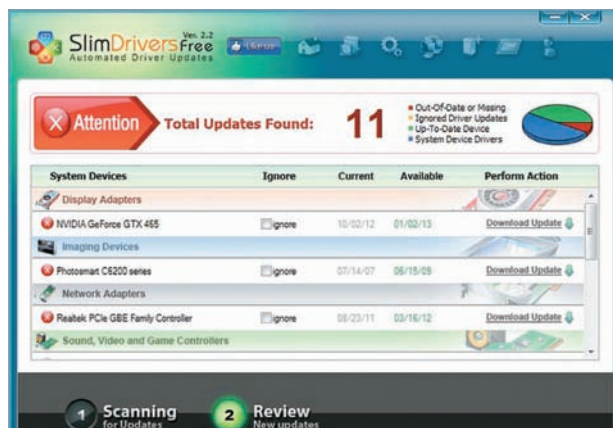 SlimDrivers Free Ver. 2.2
Automated Driver Updates
Attention
Total Updates Found: 11
Out-Of-Date or Missing
Ignored Driver Updates
Up-To-Date Device
System Device Drivers
System Devices Ignore Current Available Perform Action
Display Adapters
NVIDIA GeForce GTX 465 ignore 10/02/12 01/02/13 Download Update
Imaging Devices
Photosmart C6200 series ignore 07/14/07 06/15/09 Download Update
Network Adapters
Realtek PCIe GBE Family Controller ignore 08/23/11 03/16/12 Download Update
Sound, Video and Game Controllers
1 Scanning
for Updates
2 Review
New updates